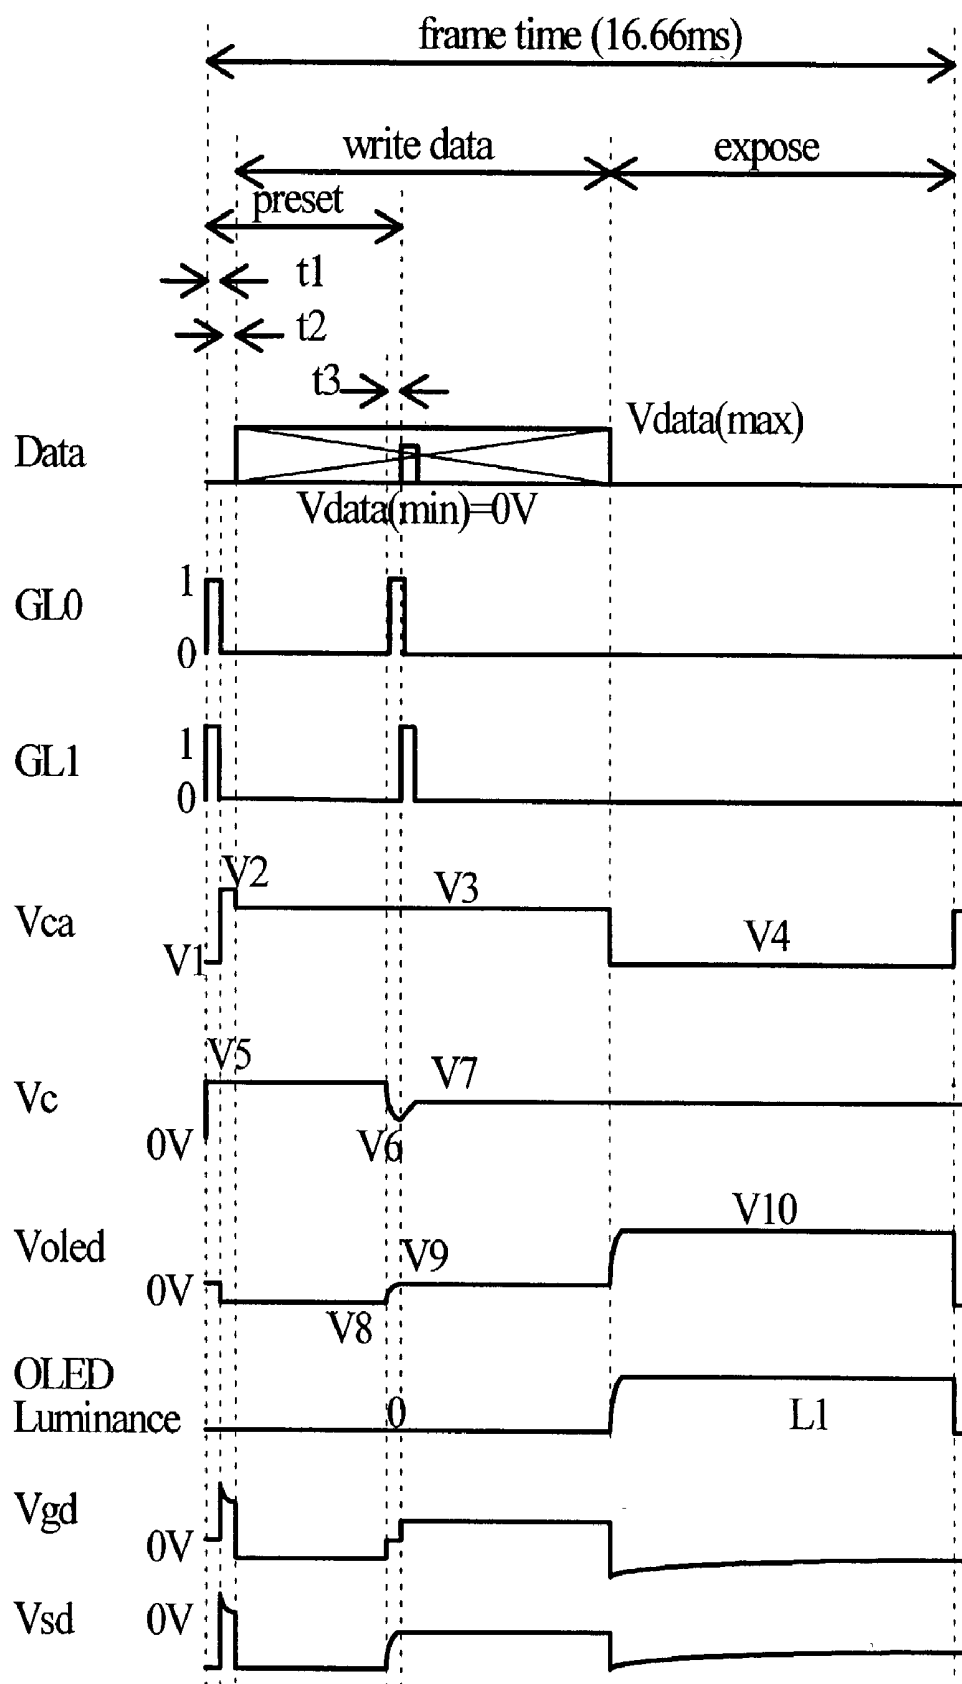 frame time (16.66ms)
write data
expose
preset
t1
t2
t3
Vdata(max)
Data
Vdata(min)=0V
GL0
1
0
GL1
1
0
V2
V3
Vca
V1
V4
V5
V7
Vc
0V
V6
V10
Voled
V9
0V
V8
OLED
Luminance
0
L1
Vgd
0V
Vsd
0V